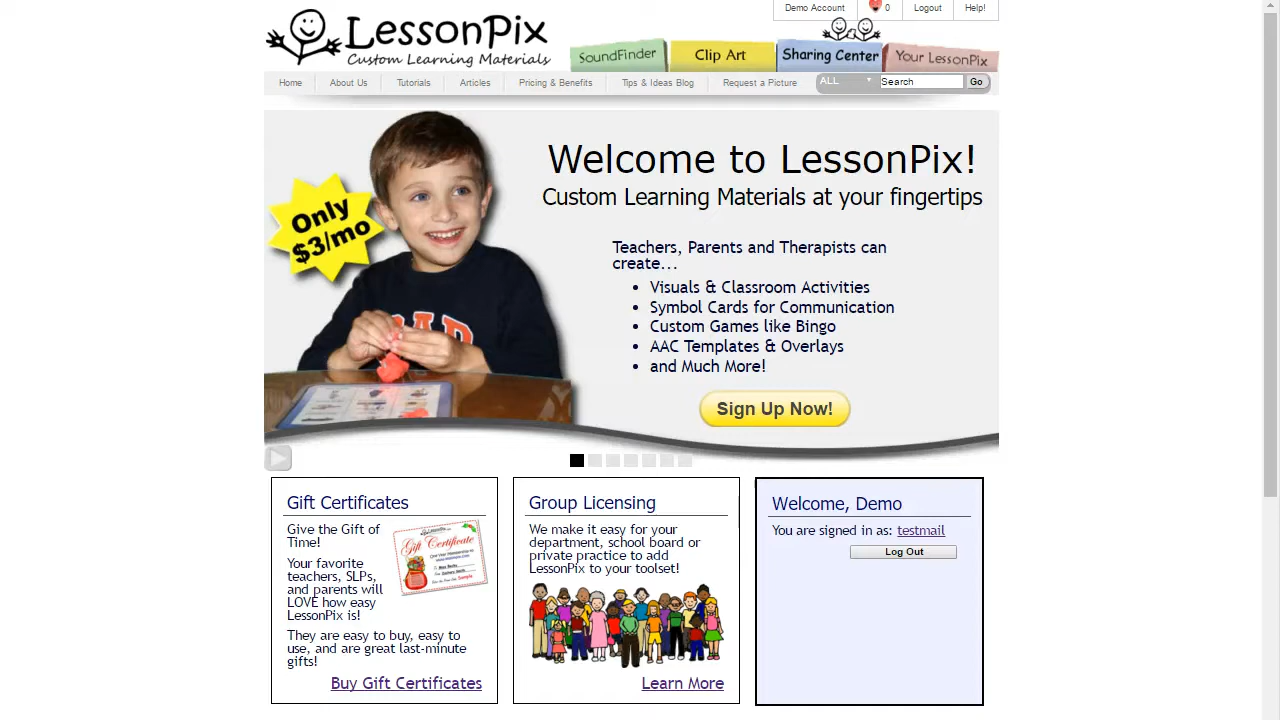 Demo Account 0 Logout Help!
LessonPix
Custom Learning Materials
SoundFinder Clip Art Sharing Center Your LessonPix
Home About Us Tutorials Articles Pricing & Benefits Tips & Ideas Blog Request a Picture ALL Search Go
Only
$3/mo
Welcome to LessonPix!
Custom Learning Materials at your fingertips
Teachers, Parents and Therapists can
create...
• Visuals & Classroom Activities
• Symbol Cards for Communication
• Custom Games like Bingo
• AAC Templates & Overlays
• and Much More!
Sign Up Now!
Gift Certificates
Give the Gift of
Time!
Your favorite
teachers, SLPs,
and parents will
LOVE how easy
LessonPix is!
They are easy to buy, easy to
use, and are great last-minute
gifts!
Buy Gift Certificates
Gift Certificate
Group Licensing
We make it easy for your
department, school board or
private practice to add
LessonPix to your toolset!
Learn More
Welcome, Demo
You are signed in as: testmail
Log Out